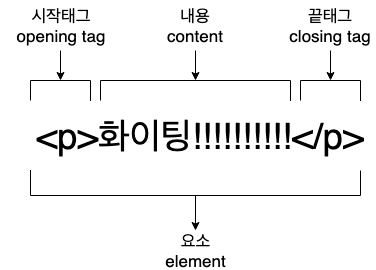 시작태그
opening tag
내용
content
끝태그
closing tag
<p>화이팅!!!!!!!!!!</p>
요소
element